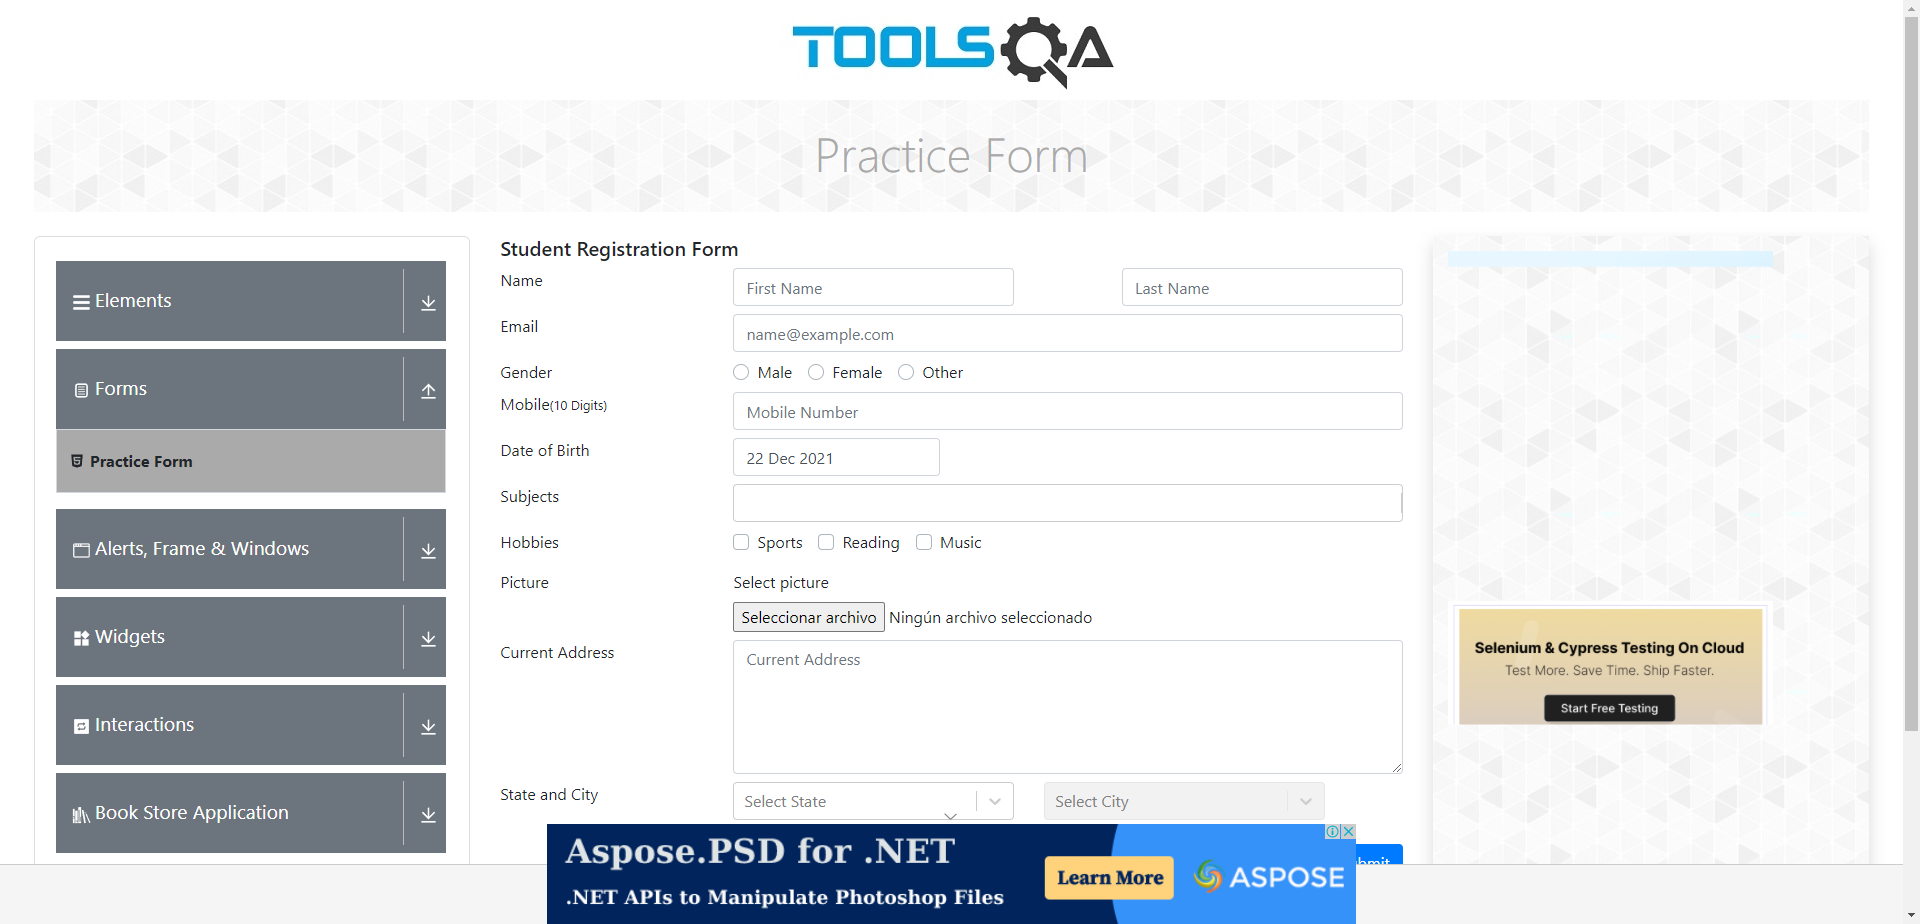 TOOLSQA
Practice Form
Elements
Forms
Practice Form
Alerts, Frame & Windows
Widgets
Interactions
Book Store Application
Student Registration Form
Name
First Name
Last Name
Email
name@example.com
Gender
Male
Female
Other
Mobile(10 Digits)
Mobile Number
Date of Birth
22 Dec 2021
Subjects
Hobbies
Sports
Reading
Music
Picture
Select picture
Seleccionar archivo Ningún archivo seleccionado
Current Address
Current Address
State and City
Select State
Select City
Selenium & Cypress Testing On Cloud
Test More. Save Time. Ship Faster.
Start Free Testing
Aspose.PSD for .NET
.NET APIs to Manipulate Photoshop Files
Learn More
ASPOSE